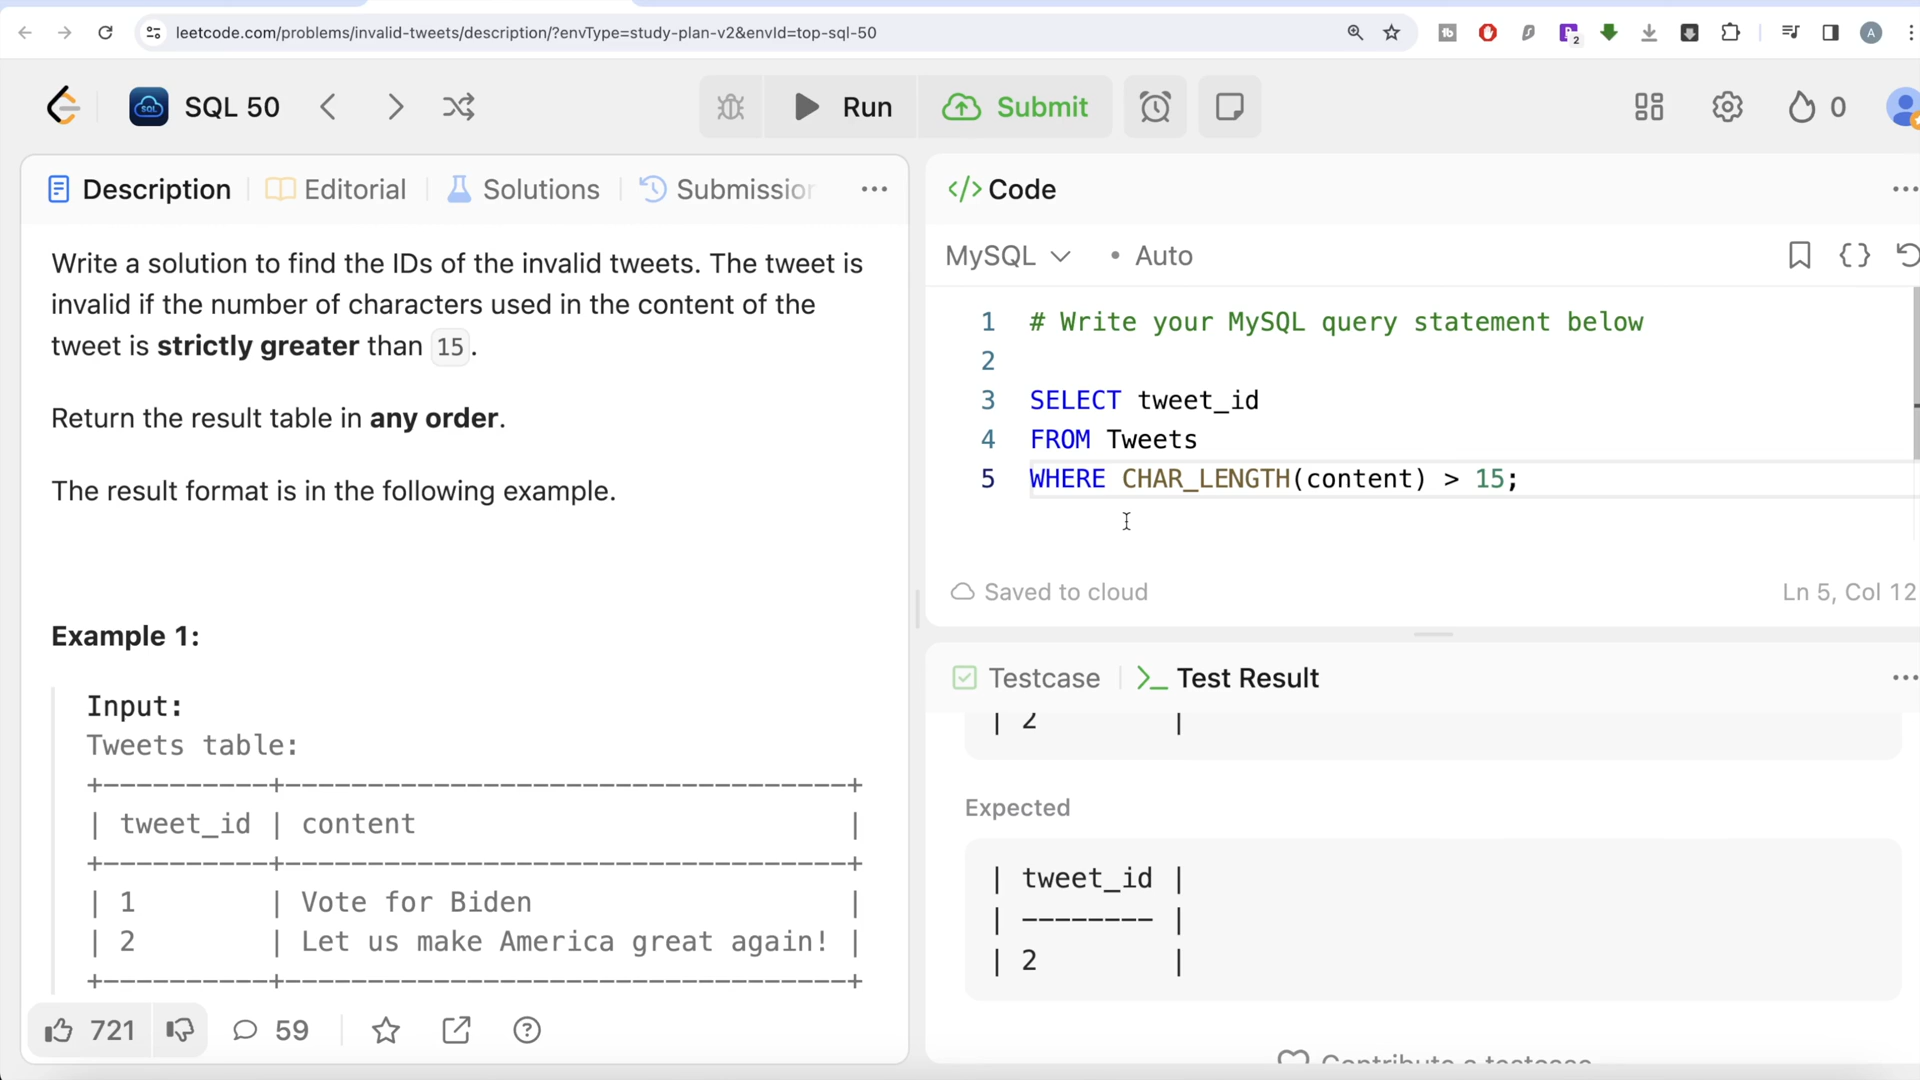 leetcode.com/problems/invalid-tweets/description/?envType=study-plan-v2&envId=top-sql-50
tb
2
A
SQL
SQL 50
Run
Submit
0
Description
Editorial
Solutions
Submission
Code
MySQL
• Auto
Write a solution to find the IDs of the invalid tweets. The tweet is
invalid if the number of characters used in the content of the
tweet is strictly greater than 15.
Return the result table in any order.
The result format is in the following example.
Example 1:
Input:
Tweets table:
+----------+----------------------------------+
| tweet_id | content                          |
+----------+----------------------------------+
| 1        | Vote for Biden                   |
| 2        | Let us make America great again! |
+----------+----------------------------------+
721
59
1 # Write your MySQL query statement below
2
3 SELECT tweet_id
4 FROM Tweets
5 WHERE CHAR_LENGTH(content) > 15;
Saved to cloud
Ln 5, Col 12
Testcase
Test Result
| 2        |
Expected
| tweet_id |
| -------- |
| 2        |
Contribute a testcase